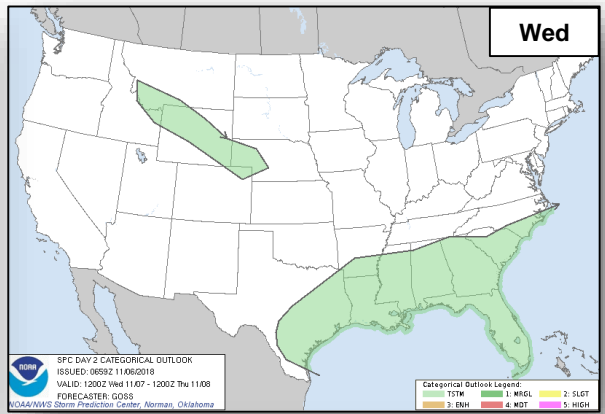 Wed
NOAA
SPC DAY 2 CATEGORICAL OUTLOOK
ISSUED: 0659Z 11/06/2018
VALID: 1200Z Wed 11/07 - 1200Z Thu 11/08
FORECASTER: GOSS
NOAA/NWS Storm Prediction Center, Norman, Oklahoma
Categorical Outlook Legend:
TSTM 1: MRGL 2: SLGT
3: ENH 4: MDT 5: HIGH